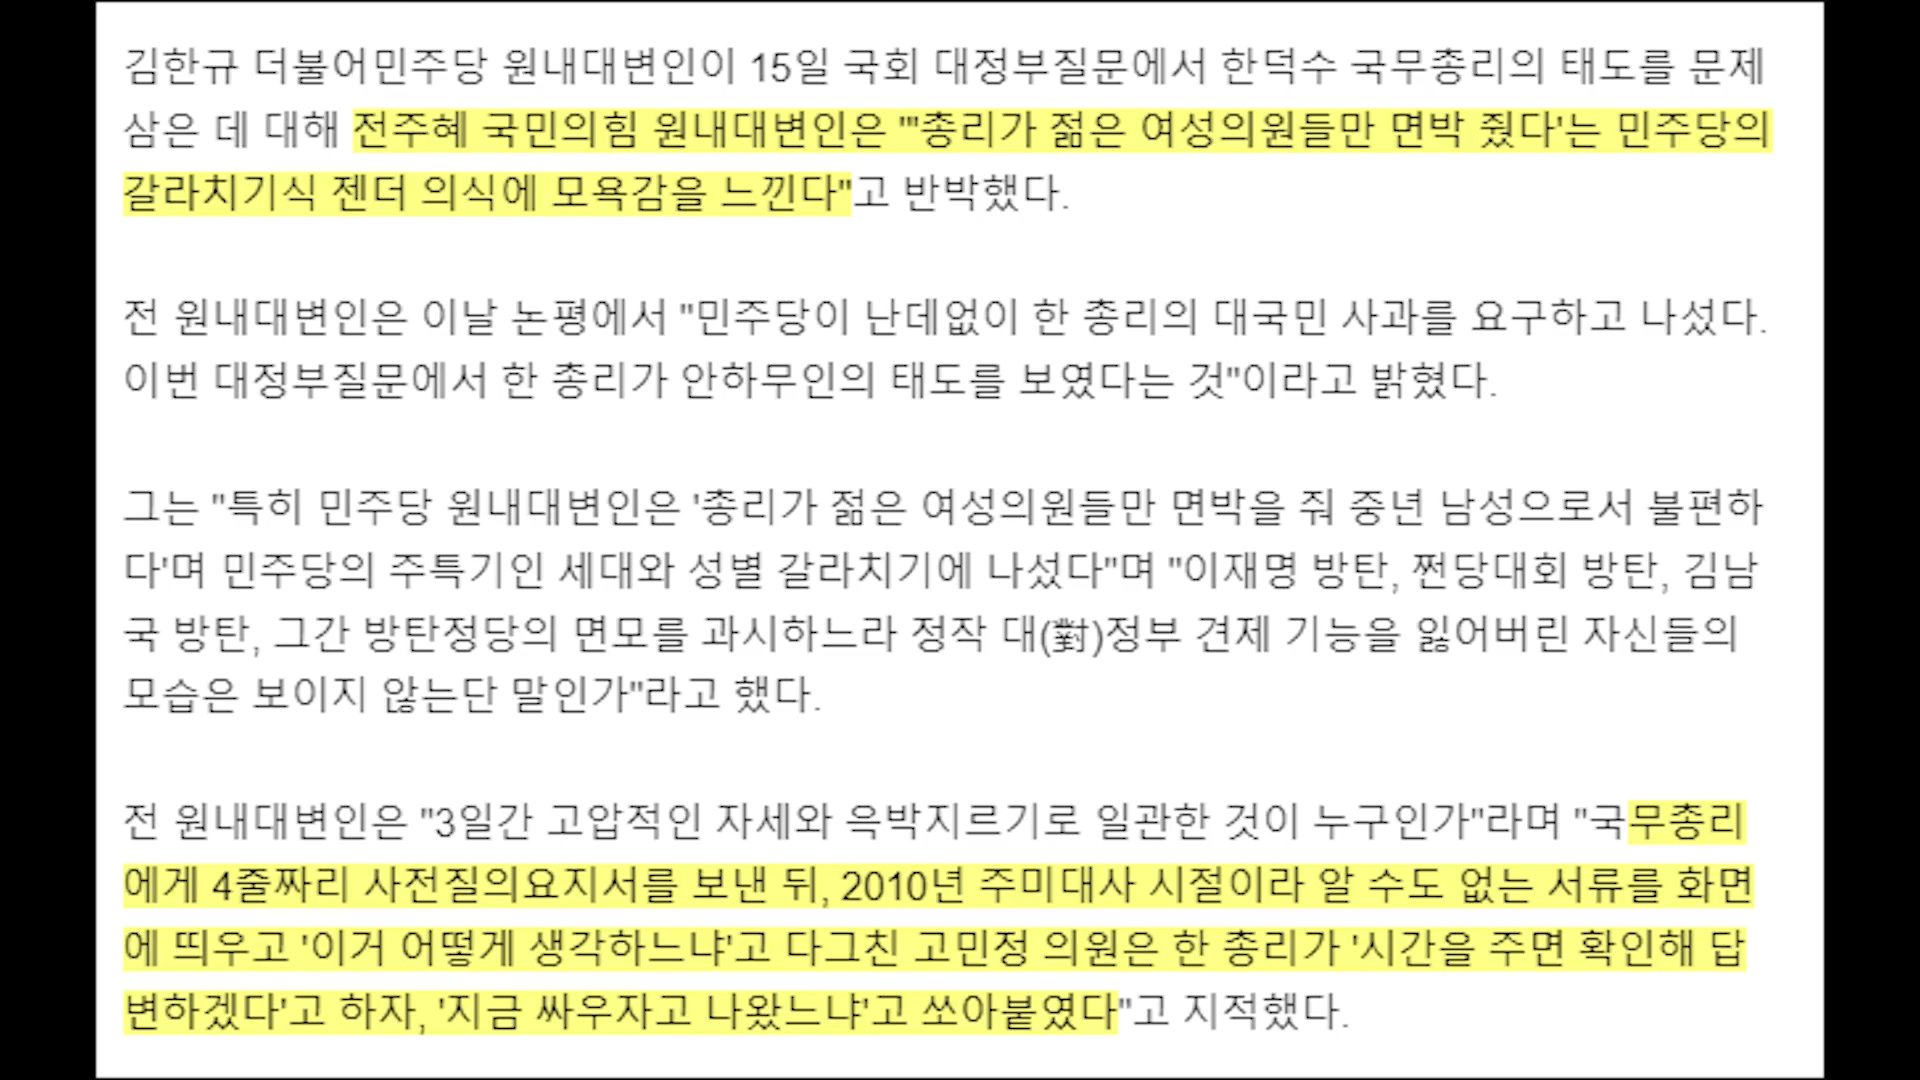 김한규 더불어민주당 원내대변인이 15일 국회 대정부질문에서 한덕수 국무총리의 태도를 문제
삼은 데 대해 전주혜 국민의힘 원내대변인은 "'총리가 젊은 여성의원들만 면박 줬다'는 민주당의
갈라치기식 젠더 의식에 모욕감을 느낀다"고 반박했다.
전 원내대변인은 이날 논평에서 "민주당이 난데없이 한 총리의 대국민 사과를 요구하고 나섰다.
이번 대정부질문에서 한 총리가 안하무인의 태도를 보였다는 것"이라고 밝혔다.
그는 "특히 민주당 원내대변인은 '총리가 젊은 여성의원들만 면박을 줘 중년 남성으로서 불편하
다'며 민주당의 주특기인 세대와 성별 갈라치기에 나섰다"며 "이재명 방탄, 쩐당대회 방탄, 김남
국 방탄, 그간 방탄정당의 면모를 과시하느라 정작 대(對)정부 견제 기능을 잃어버린 자신들의
모습은 보이지 않는단 말인가"라고 했다.
전 원내대변인은 "3일간 고압적인 자세와 윽박지르기로 일관한 것이 누구인가"라며 "국무총리
에게 4줄짜리 사전질의요지서를 보낸 뒤, 2010년 주미대사 시절이라 알 수도 없는 서류를 화면
에 띄우고 '이거 어떻게 생각하느냐'고 다그친 고민정 의원은 한 총리가 '시간을 주면 확인해 답
변하겠다'고 하자, '지금 싸우자고 나왔느냐'고 쏘아붙였다"고 지적했다.